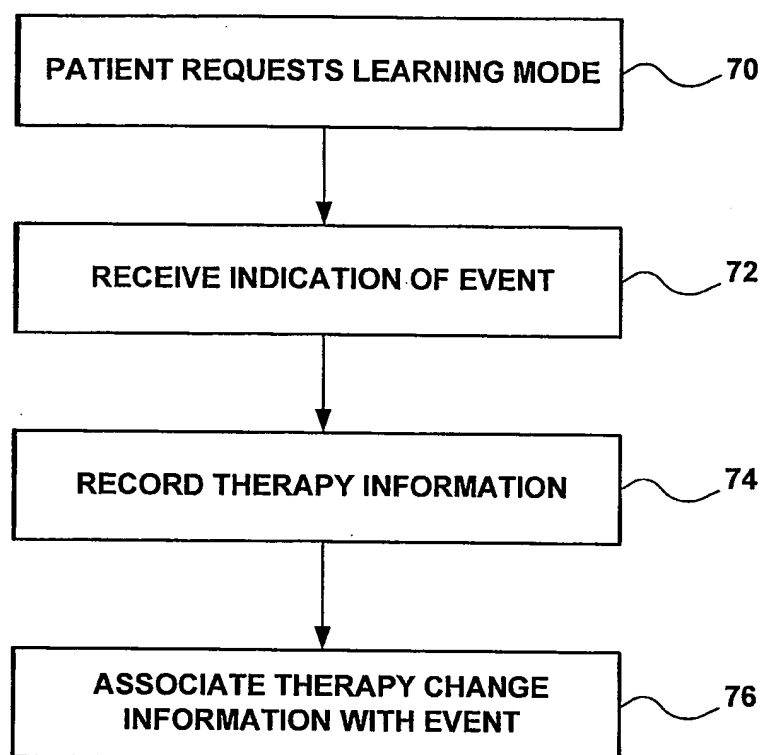 PATIENT REQUESTS LEARNING MODE 70
RECEIVE INDICATION OF EVENT 72
RECORD THERAPY INFORMATION 74
ASSOCIATE THERAPY CHANGE
INFORMATION WITH EVENT 76